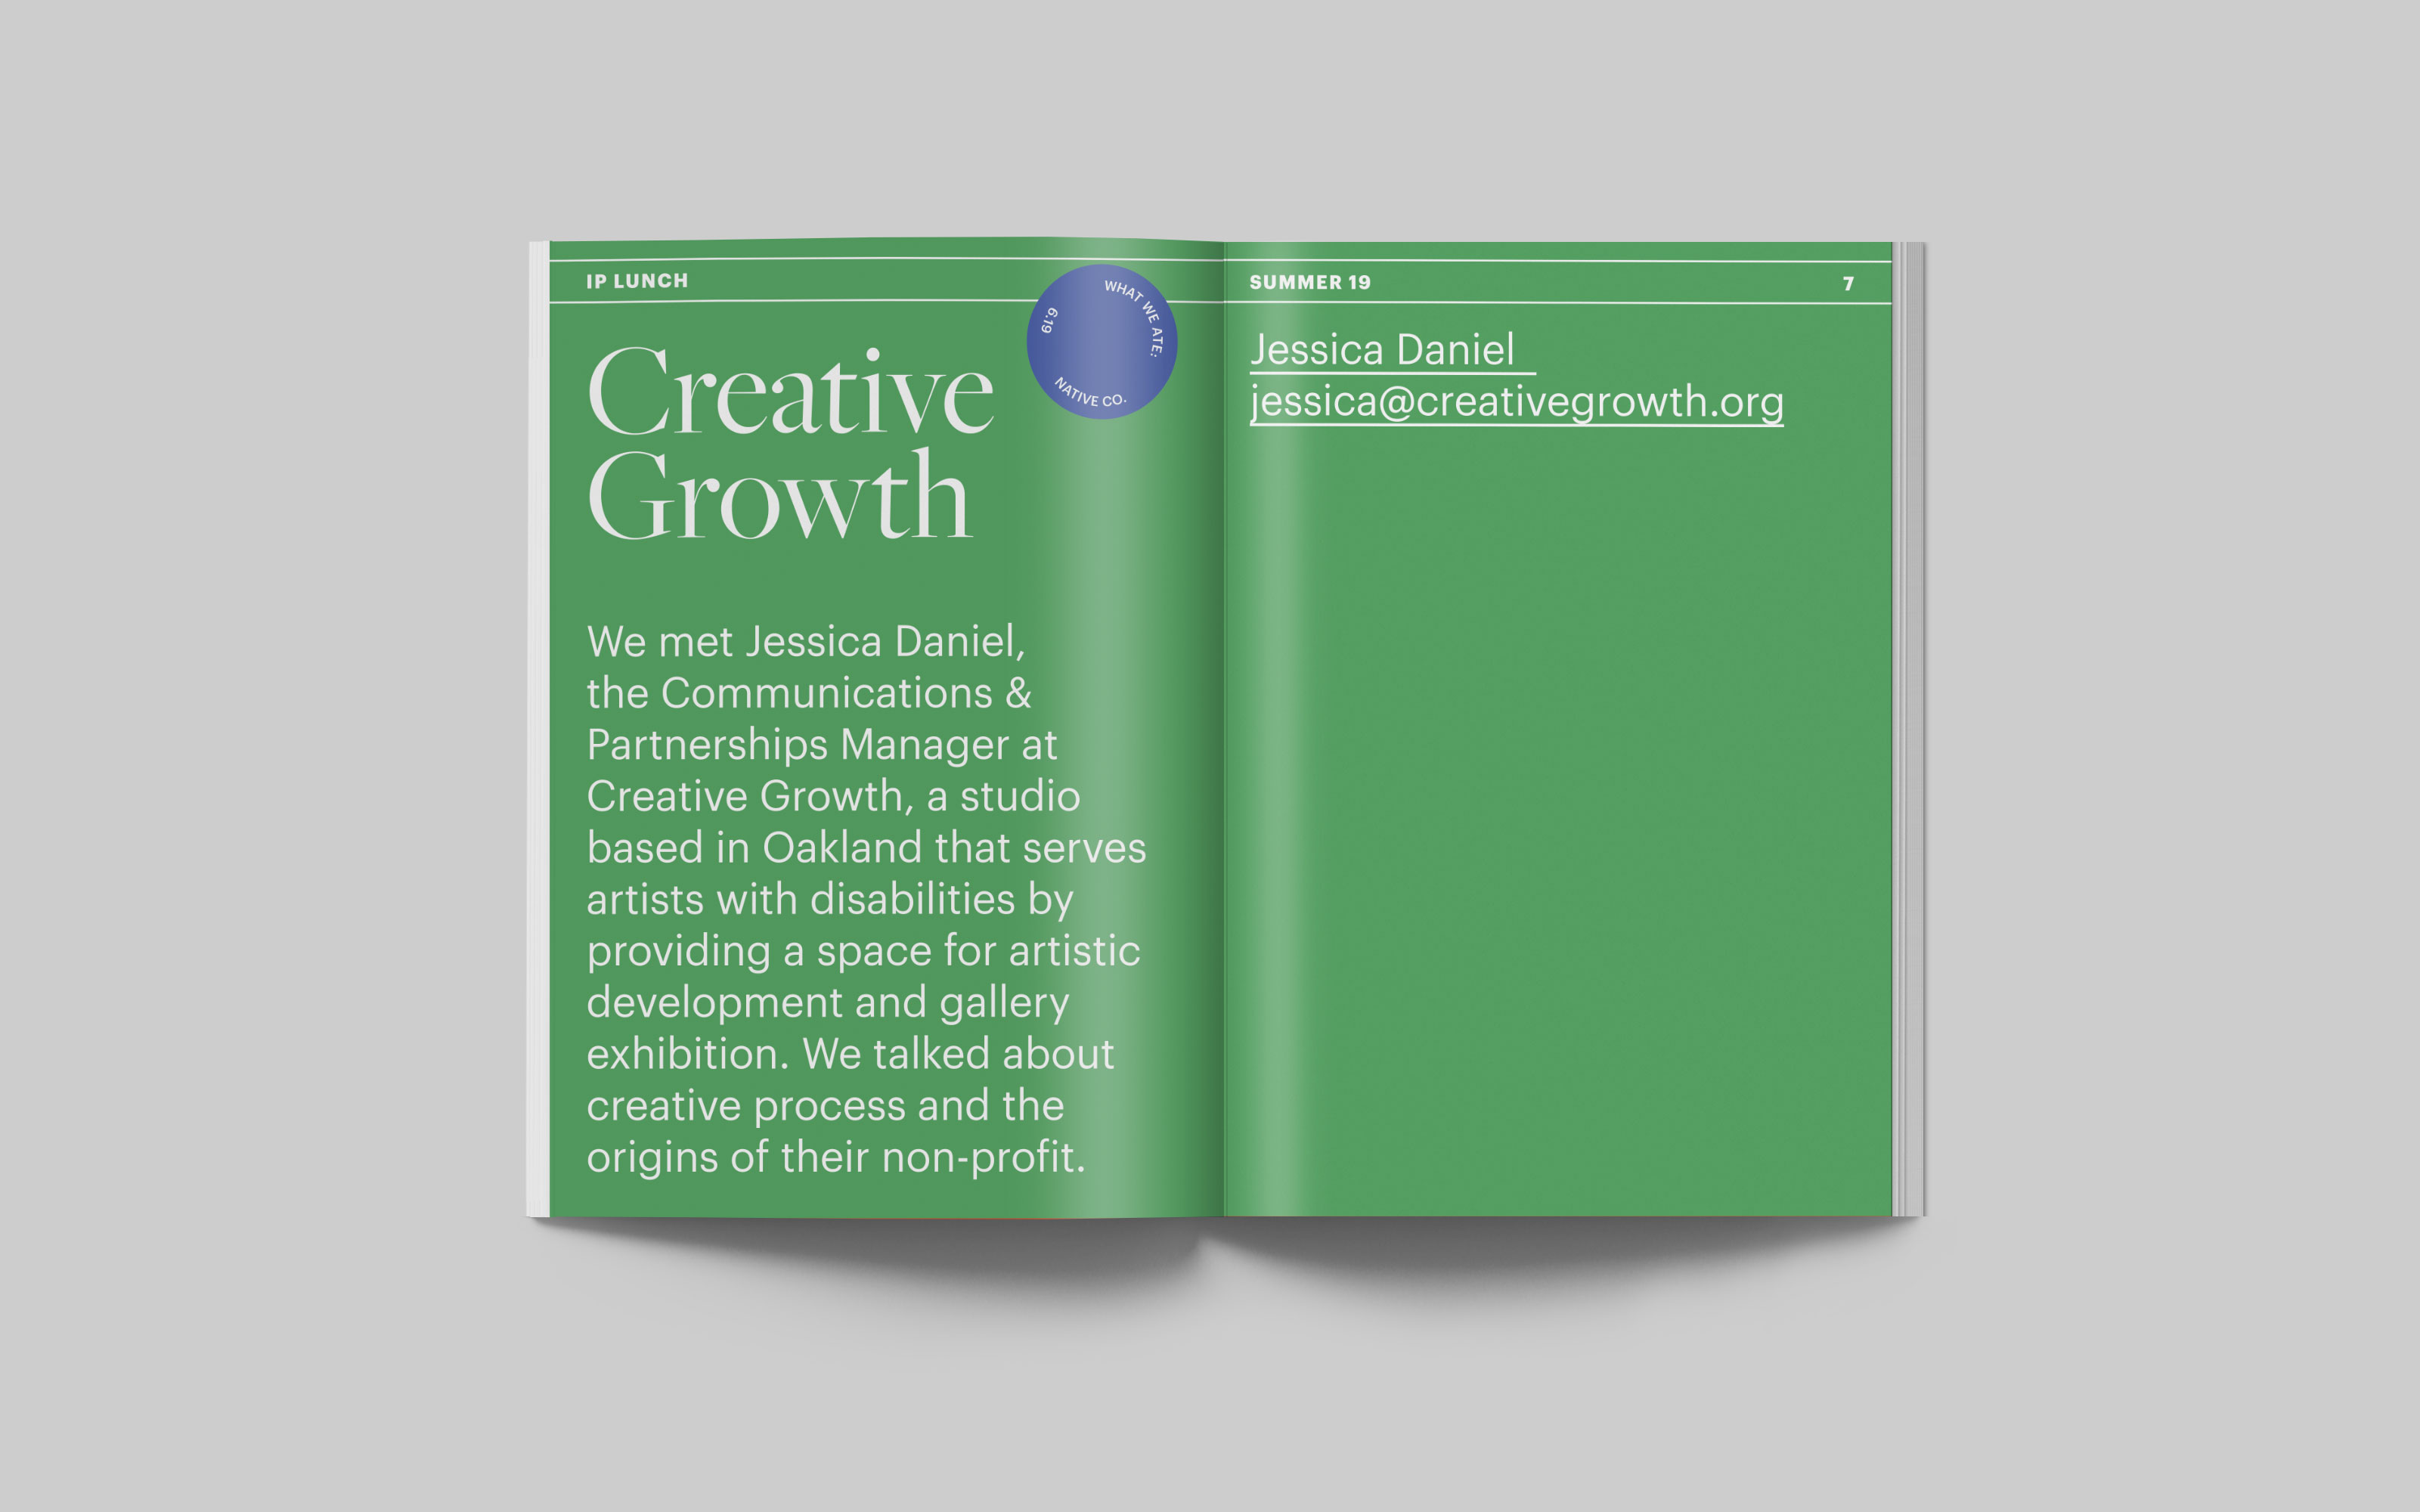 IP LUNCH
Creative
Growth
WHAT WE ATE:
NATIVE CO.
6.19
We met Jessica Daniel,
the Communications &
Partnerships Manager at
Creative Growth, a studio
based in Oakland that serves
artists with disabilities by
providing a space for artistic
development and gallery
exhibition. We talked about
creative process and the
origins of their non-profit.
SUMMER 19
7
Jessica Daniel
jessica@creativegrowth.org